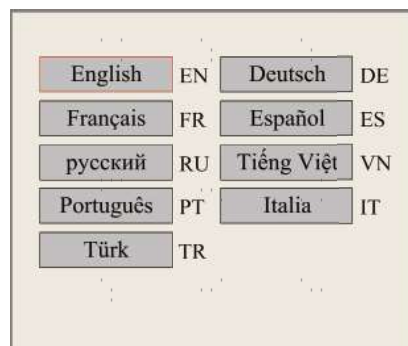 English EN Deutsch DE
Français FR Español ES
русский RU Tiếng Việt VN
Português PT Italia IT
Türk TR